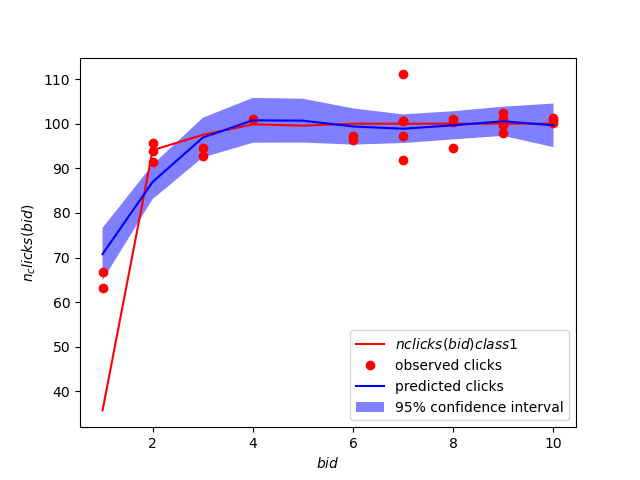 110
100
90
80
70
60
50
40
n_clicks(bid)
2
4
6
8
10
bid
nclicks(bid)class1
observed clicks
predicted clicks
95% confidence interval